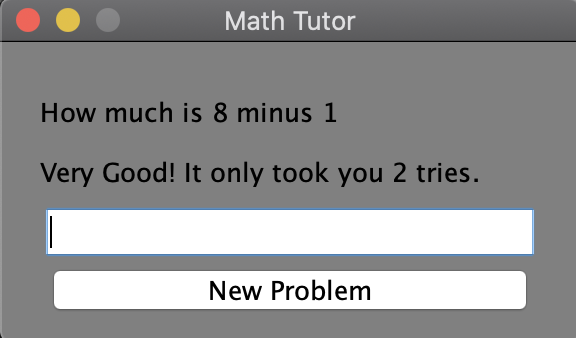 Math Tutor
How much is 8 minus 1
Very Good! It only took you 2 tries.
New Problem